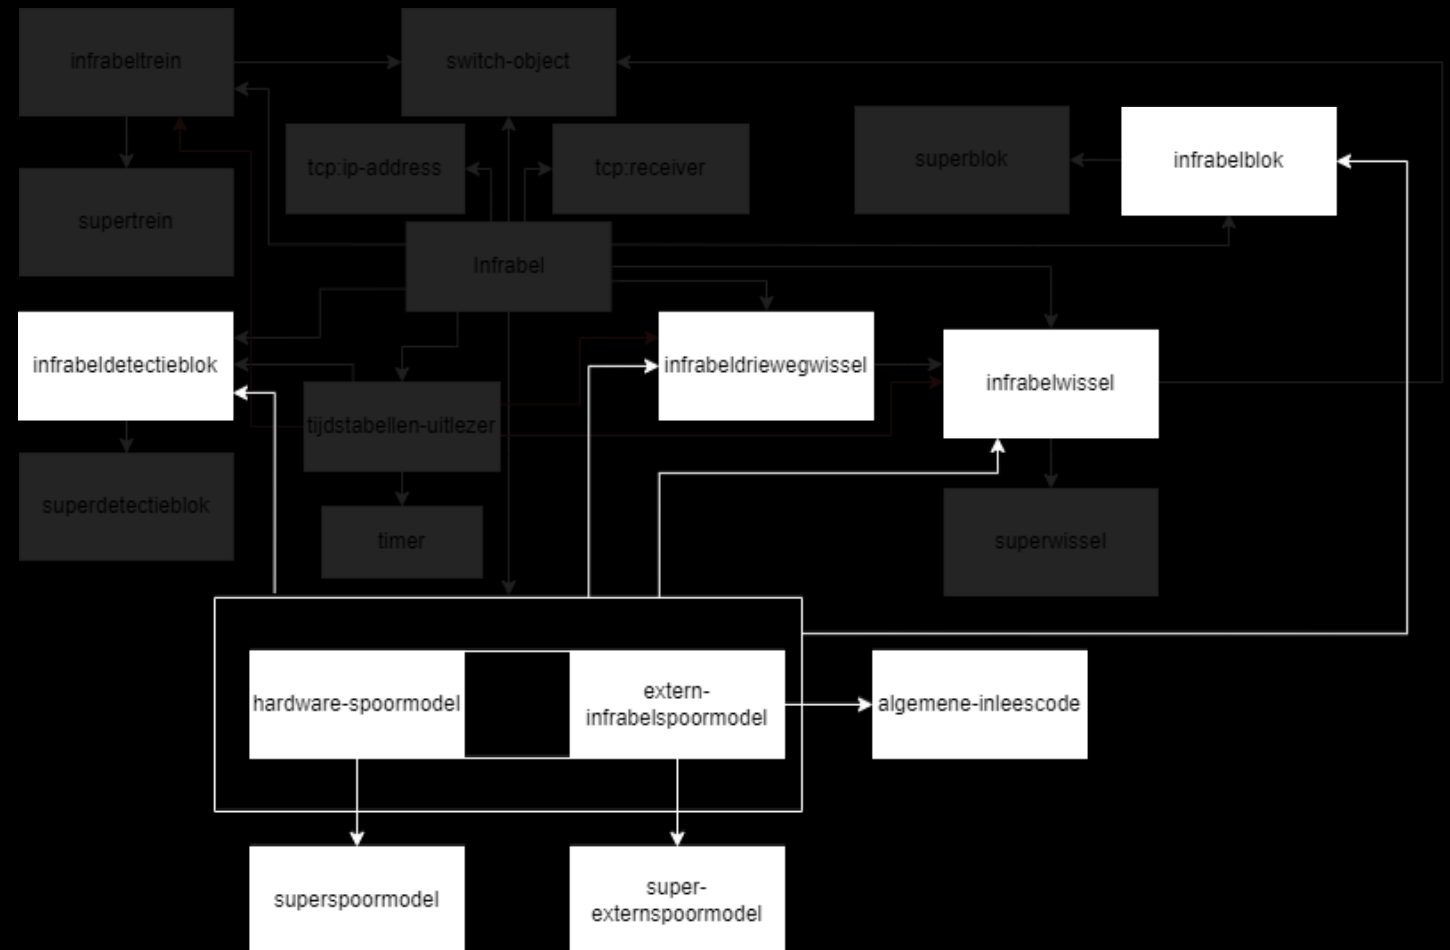 infrabeltrein
switch-object
tcp:ip-address
tcp:receiver
superblok
infrabelblok
supertrein
Infrabel
infrabeldetectieblok
infrabeldriewegwissel
infrabelwissel
tijdstabellen-uitlezer
superdetectieblok
timer
superwissel
hardware-spoormodel
extern-
infrabelspoormodel
algemene-inleescode
superspoormodel
super-
externspoormodel